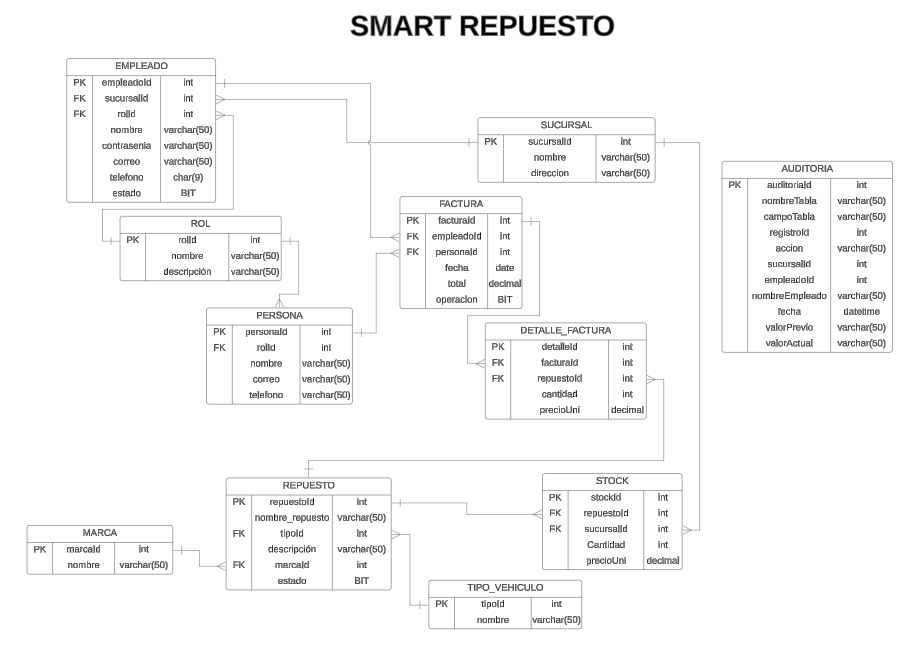 SMART REPUESTO
EMPLEADO
PK empleadoId int
FK sucursalId int
FK rolId int
nombre varchar(50)
contrasenia varchar(50)
correo varchar(50)
telefono char(9)
estado BIT
SUCURSAL
PK sucursalId int
nombre varchar(50)
direccion varchar(50)
AUDITORIA
PK auditoriaId int
nombreTabla varchar(50)
campoTabla varchar(50)
registroId int
accion varchar(50)
sucursalId int
empleadoId int
nombreEmpleado varchar(50)
fecha datetime
valorPrevio varchar(50)
valorActual varchar(50)
ROL
PK rolId int
nombre varchar(50)
descripción varchar(50)
FACTURA
PK facturaId int
FK empleadoId int
FK personaId int
fecha date
total decimal
operacion BIT
PERSONA
PK personaId int
FK rolId int
nombre varchar(50)
correo varchar(50)
telefono varchar(50)
DETALLE_FACTURA
PK detalleId int
FK facturaId int
FK repuestoId int
cantidad int
precioUni decimal
REPUESTO
PK repuestoId int
nombre_repuesto varchar(50)
FK tipoId int
descripción varchar(50)
FK marcaId int
estado BIT
STOCK
PK stockId int
FK repuestoId int
FK sucursalId int
Cantidad int
precioUni decimal
MARCA
PK marcaId int
nombre varchar(50)
TIPO_VEHICULO
PK tipoId int
nombre varchar(50)